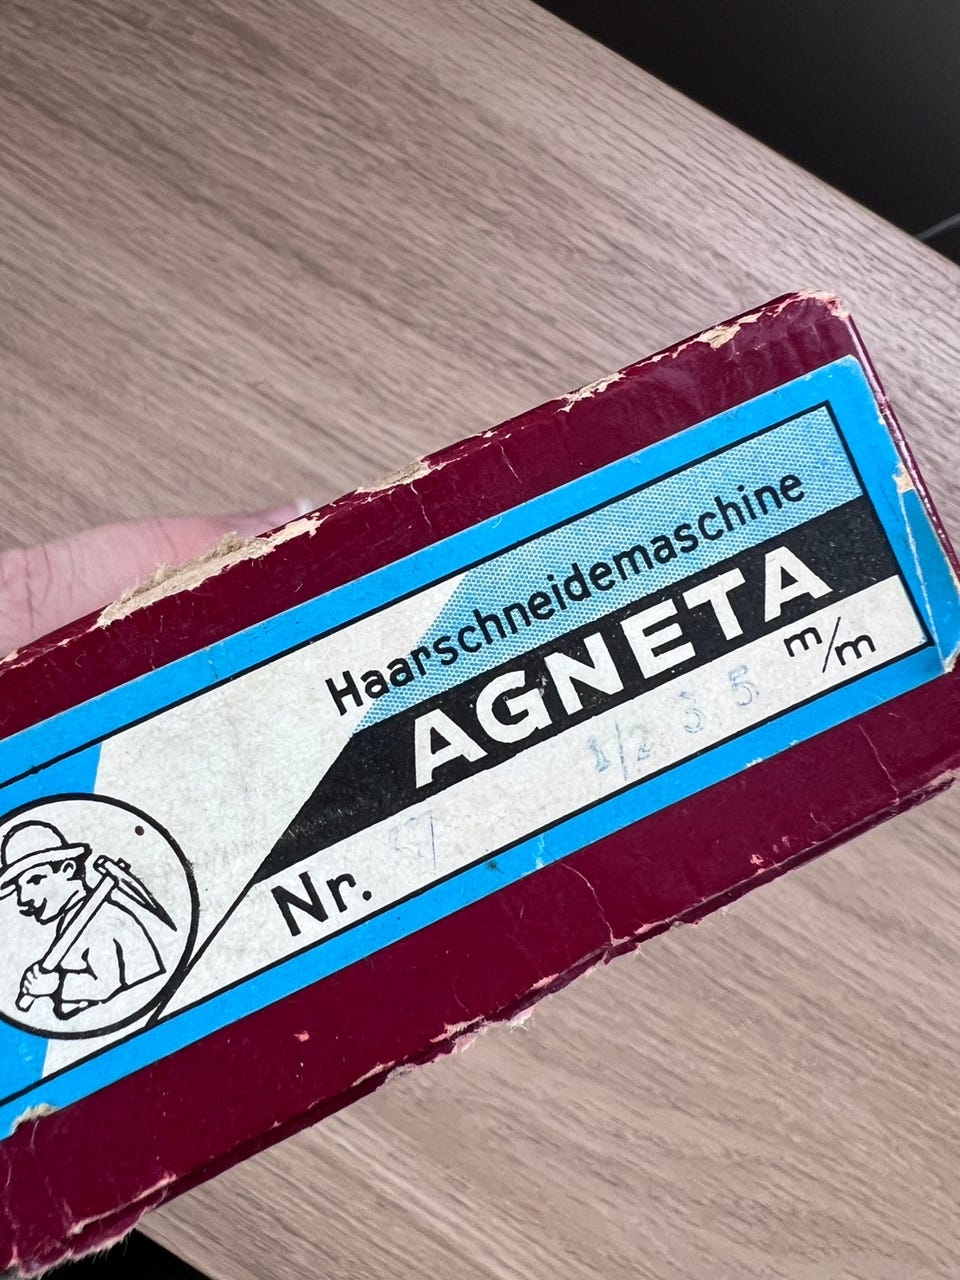 Haarschneidemaschine
AGNETA
Nr. 1/2 3.5 m/m